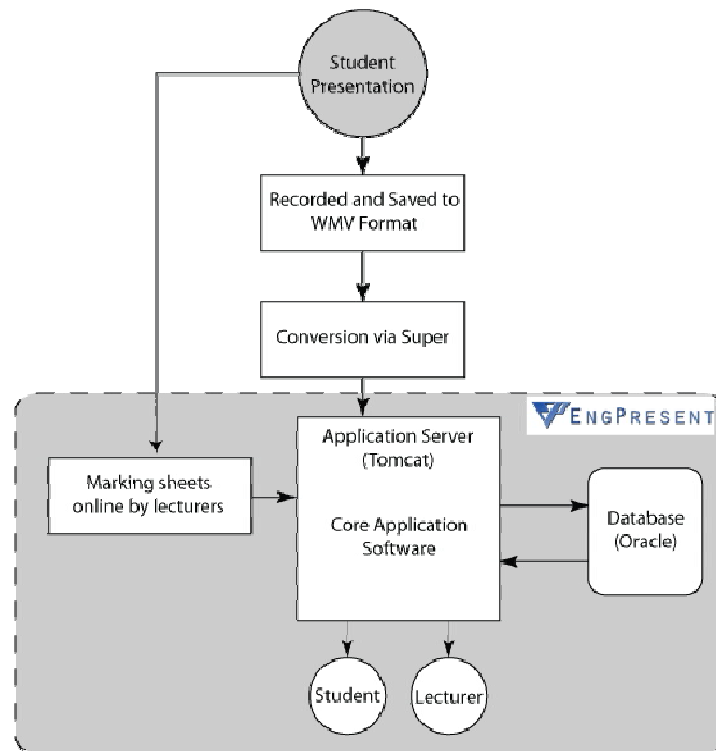 Student
Presentation
Recorded and Saved to
WMV Format
Conversion via Super
ENGPRESENT
Application Server
(Tomcat)
Core Application
Software
Marking sheets
online by lecturers
Database
(Oracle)
Student
Lecturer